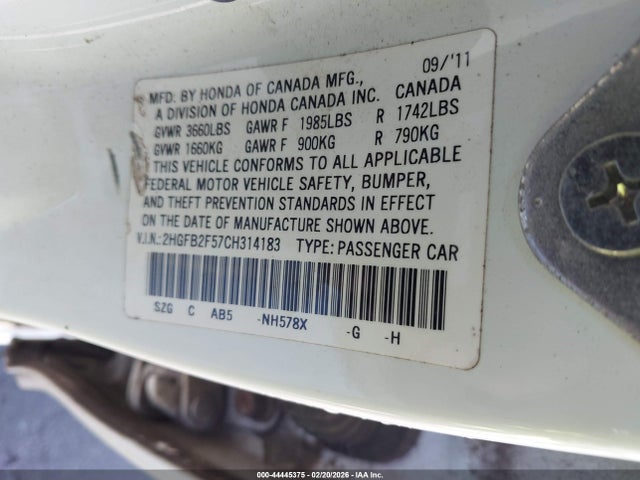 09/'11
MFD. BY HONDA OF CANADA MFG., CANADA
A DIVISION OF HONDA CANADA INC.
GVWR 3660LBS GAWR F 1985LBS R 1742LBS
GVWR 1660KG GAWR F 900KG R 790KG
THIS VEHICLE CONFORMS TO ALL APPLICABLE
FEDERAL MOTOR VEHICLE SAFETY, BUMPER,
AND THEFT PREVENTION STANDARDS IN EFFECT
ON THE DATE OF MANUFACTURE SHOWN ABOVE.
V.I.N.:2HGFB2F57CH314183 TYPE: PASSENGER CAR
SZG C AB5 -NH578X -G -H
000-44445375 - 02/20/2026 - IAA Inc.